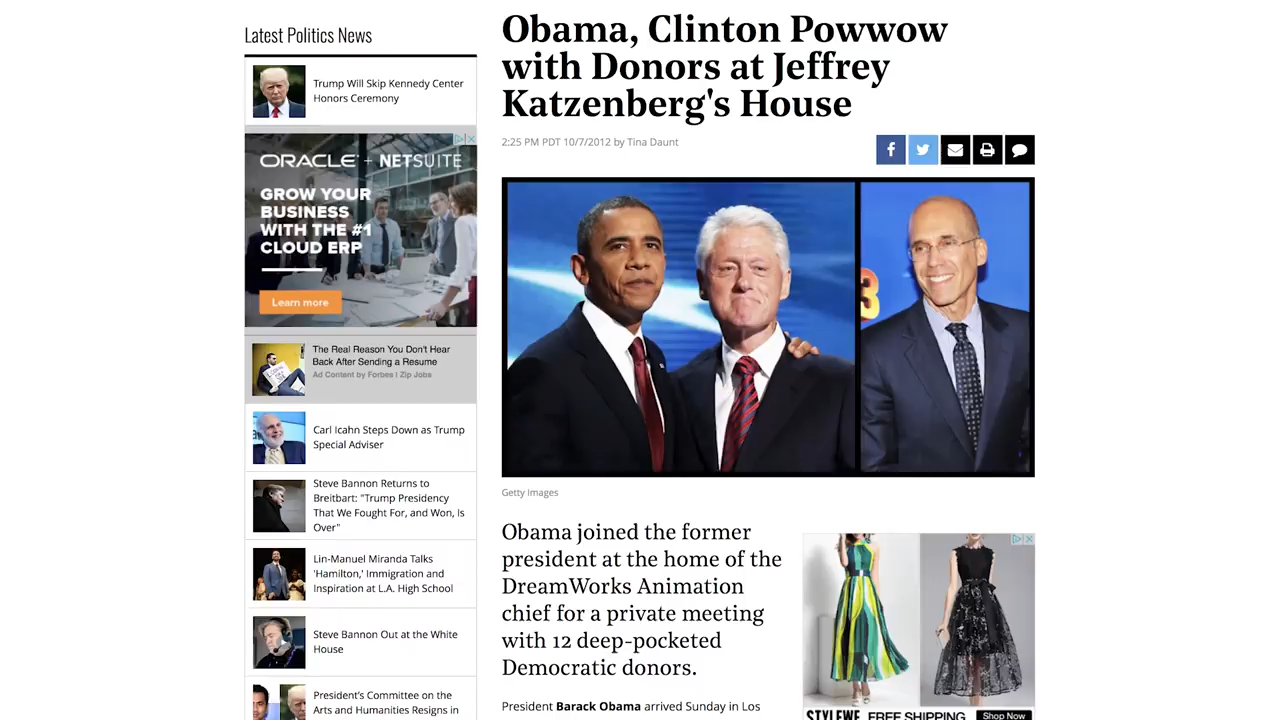 Latest Politics News
Trump Will Skip Kennedy Center
Honors Ceremony
ORACLE + NETSUITE
GROW YOUR
BUSINESS
WITH THE #1
CLOUD ERP
Learn more
The Real Reason You Don't Hear
Back After Sending a Resume
Ad Content by Forbes | Zip Jobs
Carl Icahn Steps Down as Trump
Special Adviser
Steve Bannon Returns to
Breitbart: "Trump Presidency
That We Fought For, and Won, Is
Over"
Lin-Manuel Miranda Talks
'Hamilton,' Immigration and
Inspiration at L.A. High School
Steve Bannon Out at the White
House
President's Committee on the
Arts and Humanities Resigns in
Obama, Clinton Powwow
with Donors at Jeffrey
Katzenberg's House
2:25 PM PDT 10/7/2012 by Tina Daunt
3
Getty Images
Obama joined the former
president at the home of the
DreamWorks Animation
chief for a private meeting
with 12 deep-pocketed
Democratic donors.
President Barack Obama arrived Sunday in Los
STYLEWE FREE SHIPPING Shop Now